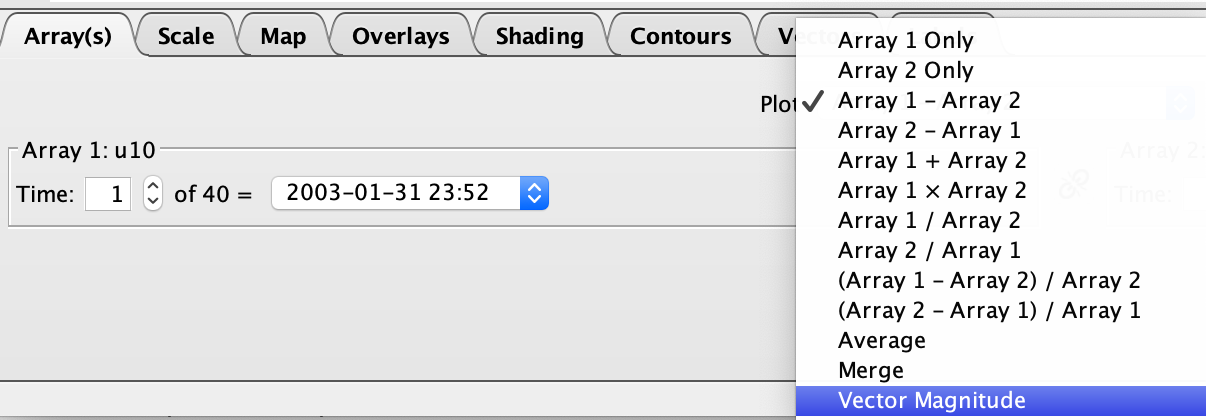 Array(s) Scale Map Overlays Shading Contours
Plot
Array 1: u10
Time: 1 of 40 = 2003-01-31 23:52
Array 2:
Time:
Array 1 Only
Array 2 Only
Array 1 – Array 2
Array 2 – Array 1
Array 1 + Array 2
Array 1 × Array 2
Array 1 / Array 2
Array 2 / Array 1
(Array 1 – Array 2) / Array 2
(Array 2 – Array 1) / Array 1
Average
Merge
Vector Magnitude